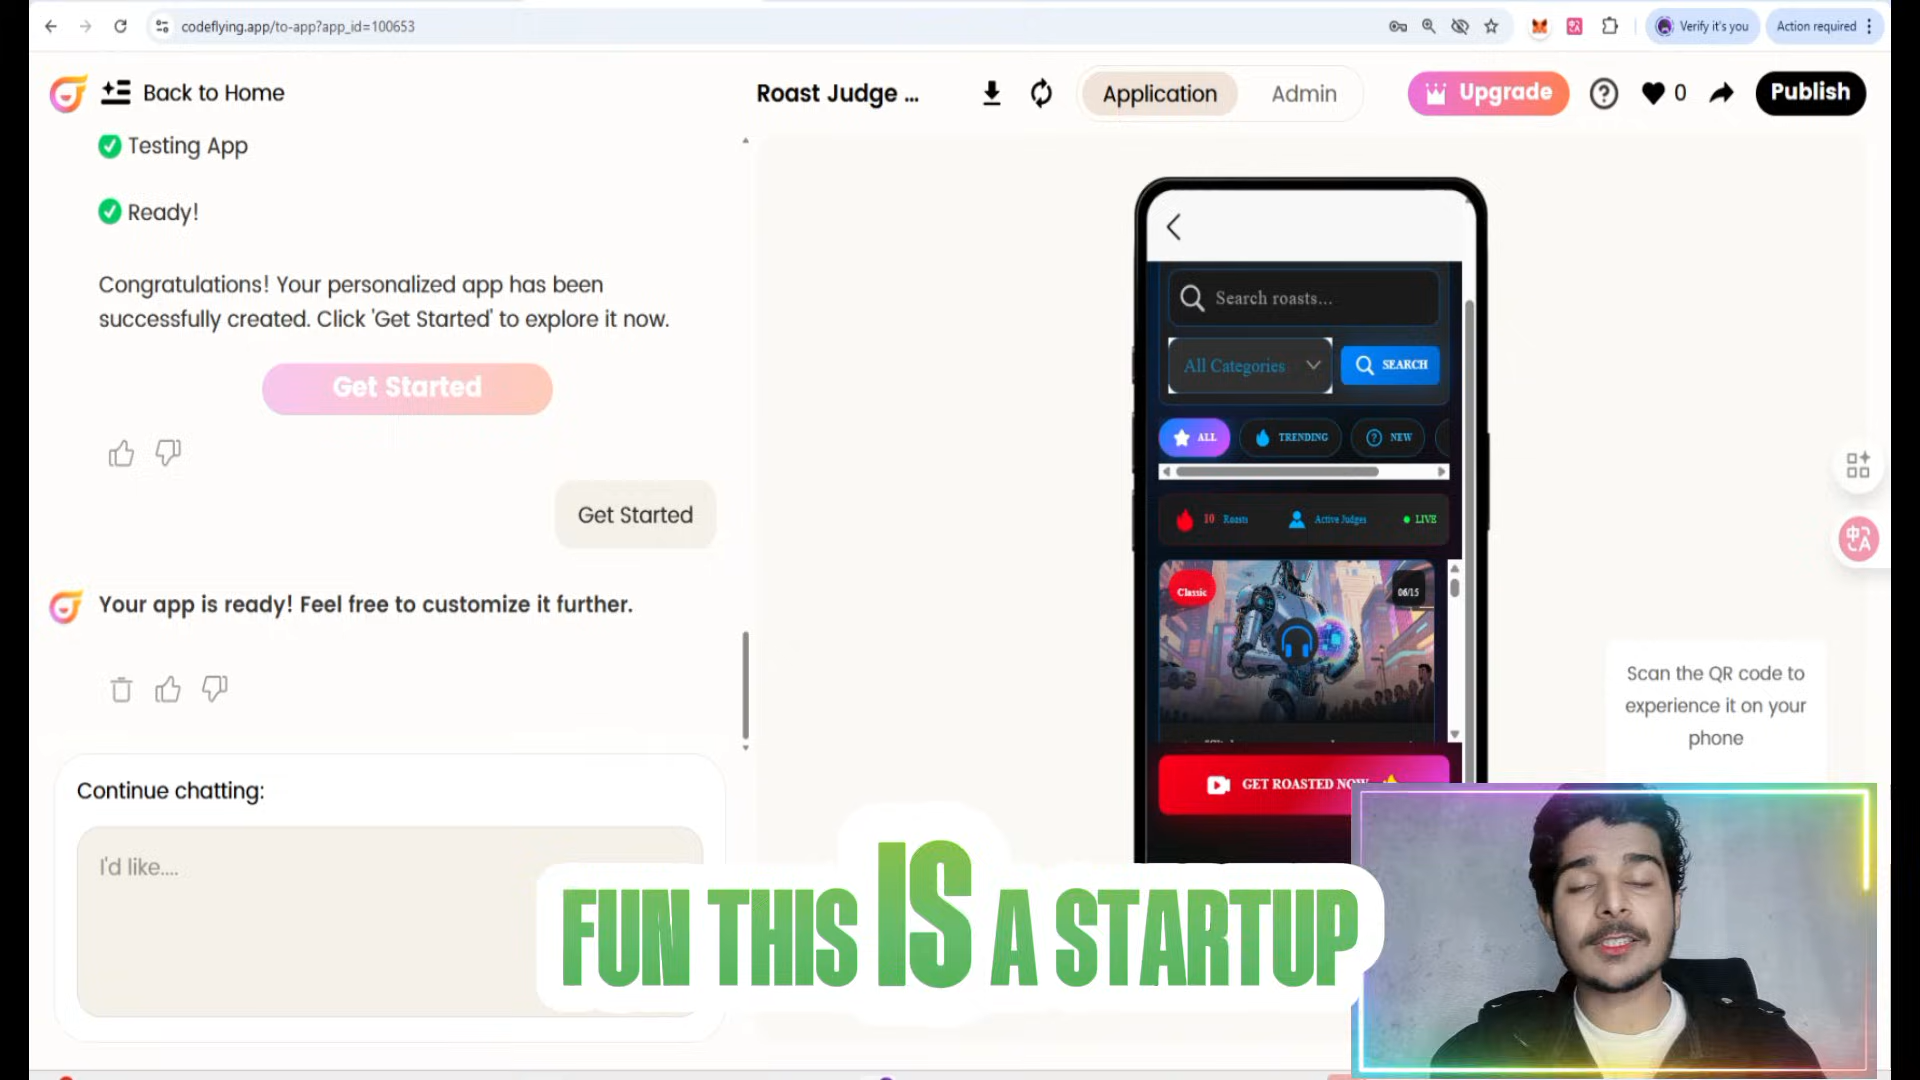 codeflying.app/to-app?app_id=100653
Verify it's you
Action required
Back to Home
Roast Judge ...
Application
Admin
Upgrade
0
Publish
Testing App
Ready!
Congratulations! Your personalized app has been
successfully created. Click 'Get Started' to explore it now.
Get Started
Get Started
Your app is ready! Feel free to customize it further.
Continue chatting:
I'd like....
Search roasts...
All Categories
SEARCH
ALL
TRENDING
NEW
10 Roasts
Active Judges
LIVE
Classic
06/15
GET ROASTED NOW
Scan the QR code to
experience it on your
phone
中
A
FUN THIS IS A STARTUP